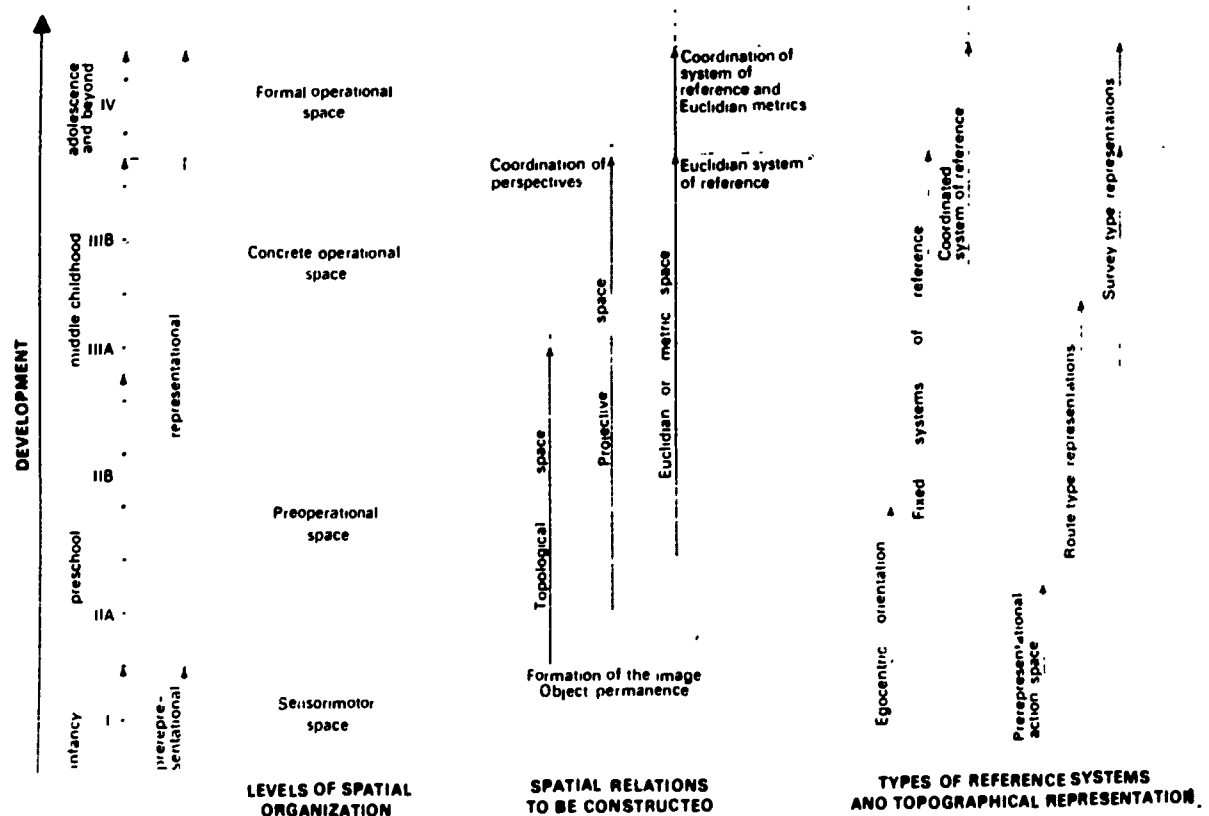 DEVELOPMENT
adolescence
and beyond
IV
middle childhood
IIIB
IIIA
preschool
IIB
IIA
infancy
I
representational
prerepre-
sentational
Formal operational
space
Concrete operational
space
Preoperational
space
Sensorimotor
space
LEVELS OF SPATIAL
ORGANIZATION
Coordination of
system of
reference and
Euclidian metrics
Coordination of
perspectives
Euclidian system
of reference
Topological space
Projective space
Euclidian or metric space
Formation of the image
Object permanence
SPATIAL RELATIONS
TO BE CONSTRUCTED
Egocentric orientation
Fixed systems of reference
Coordinated
system of reference
Prerepresentational
action space
Route type representations
Survey type representations
TYPES OF REFERENCE SYSTEMS
AND TOPOGRAPHICAL REPRESENTATION.